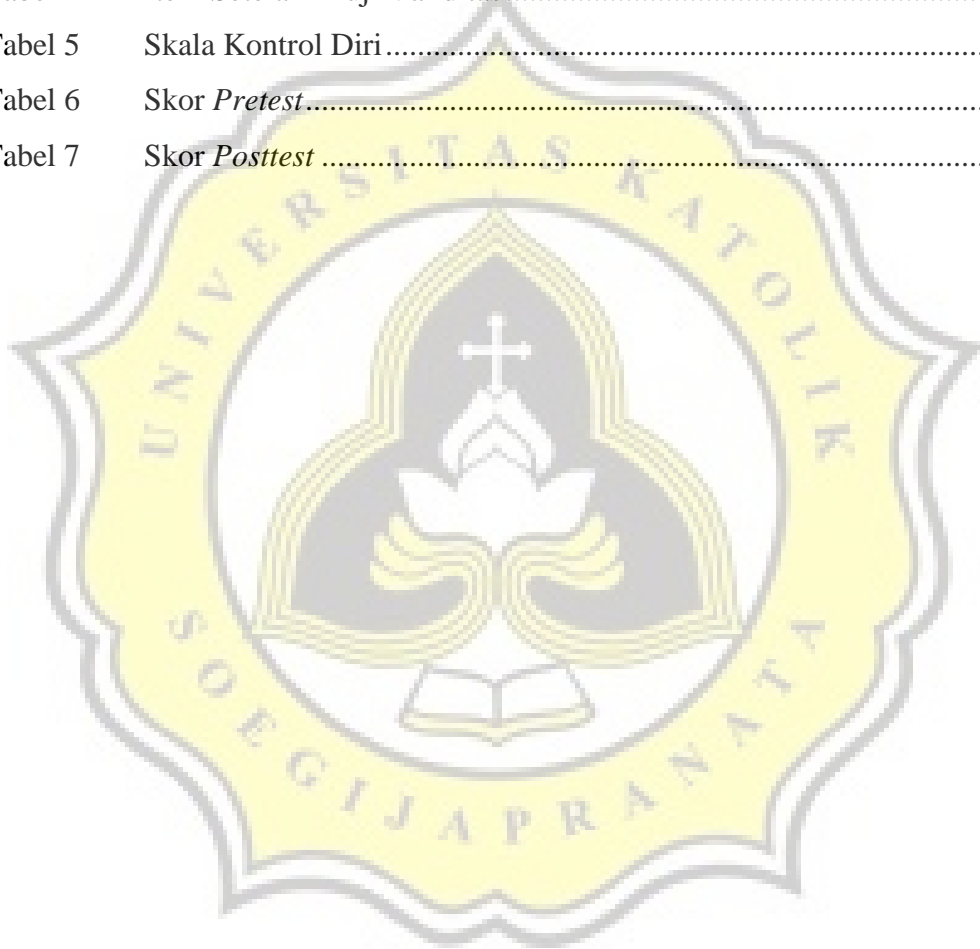 Tabel 5 Skala Kontrol Diri
Tabel 6 Skor Pretest
Tabel 7 Skor Posttest
UNIVERSITAS KATOLIK
SOEGIJAPRANATA